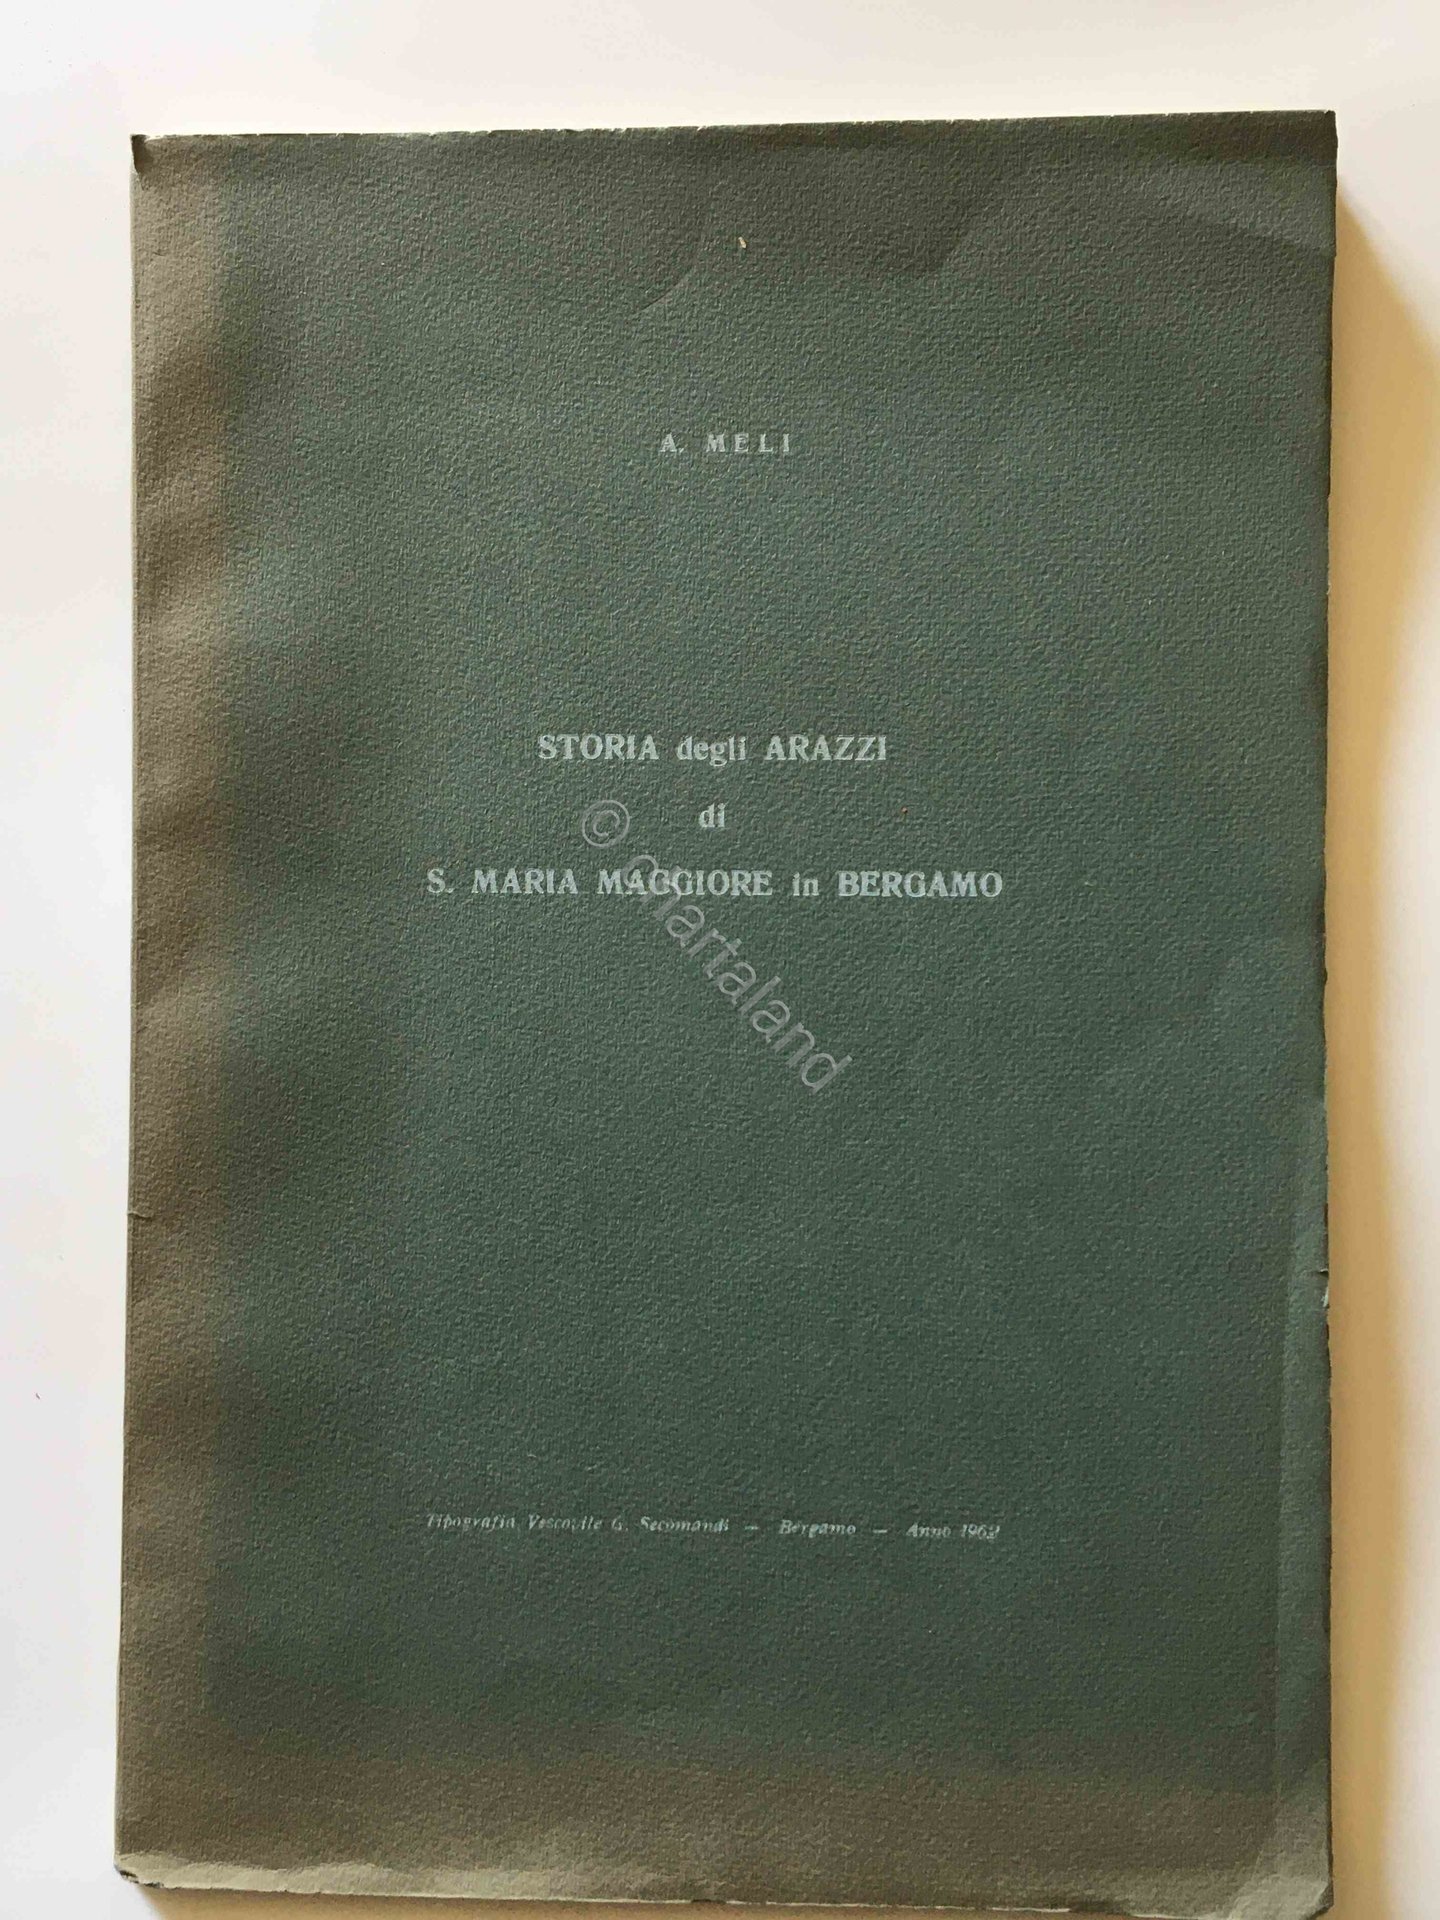 A. MELI
STORIA degli ARAZZI
di
S. MARIA MAGGIORE in BERGAMO
© chartaland
Tipografia Vescovile G. Secomandi — Bergamo — Anno 1962